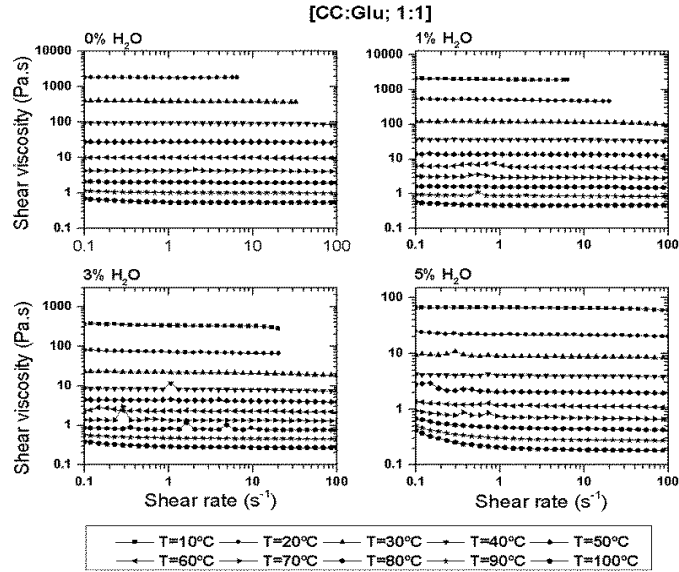 [CC:Glu; 1:1]
0% H₂O
1% H₂O
Shear viscosity (Pa.s)
10000
1000
100
10
1
0.1
0.1 1 10 100
10000
1000
100
10
1
0.1
0.1 1 10 100
3% H₂O
5% H₂O
Shear viscosity (Pa.s)
1000
100
10
1
0.1
0.1 1 10 100
Shear rate (s⁻¹)
100
10
1
0.1
0.1 1 10 100
Shear rate (s⁻¹)
T=10ºC T=20ºC T=30ºC T=40ºC T=50ºC
T=60ºC T=70ºC T=80ºC T=90ºC T=100ºC